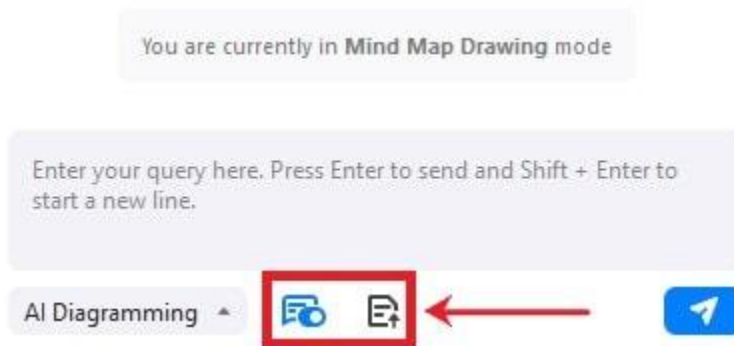 You are currently in Mind Map Drawing mode
Enter your query here. Press Enter to send and Shift + Enter to
start a new line.
AI Diagramming